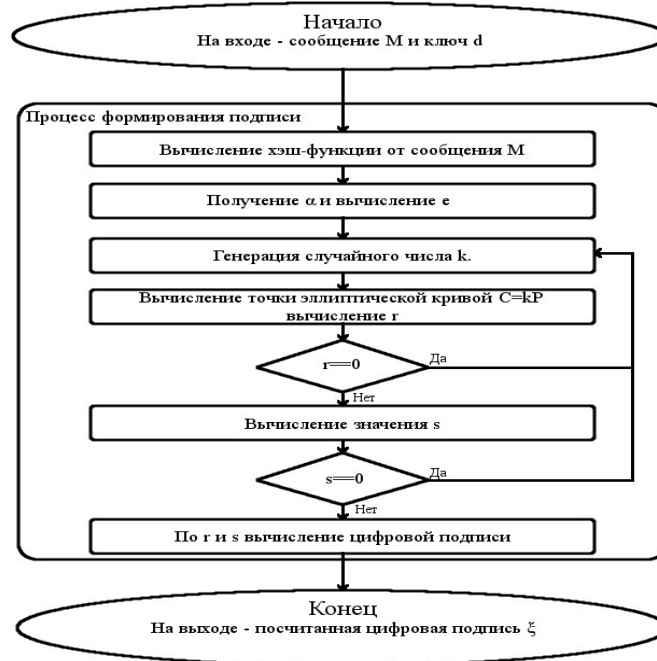 Начало
На входе - сообщение М и ключ d
Процесс формирования подписи
Вычисление хэш-функции от сообщения М
Получение α и вычисление e
Генерация случайного числа k.
Вычисление точки эллиптической кривой C=kP
вычисление r
r==0
Да
Нет
Вычисление значения s
s==0
Да
Нет
По r и s вычисление цифровой подписи
Конец
На выходе - посчитанная цифровая подпись ξ